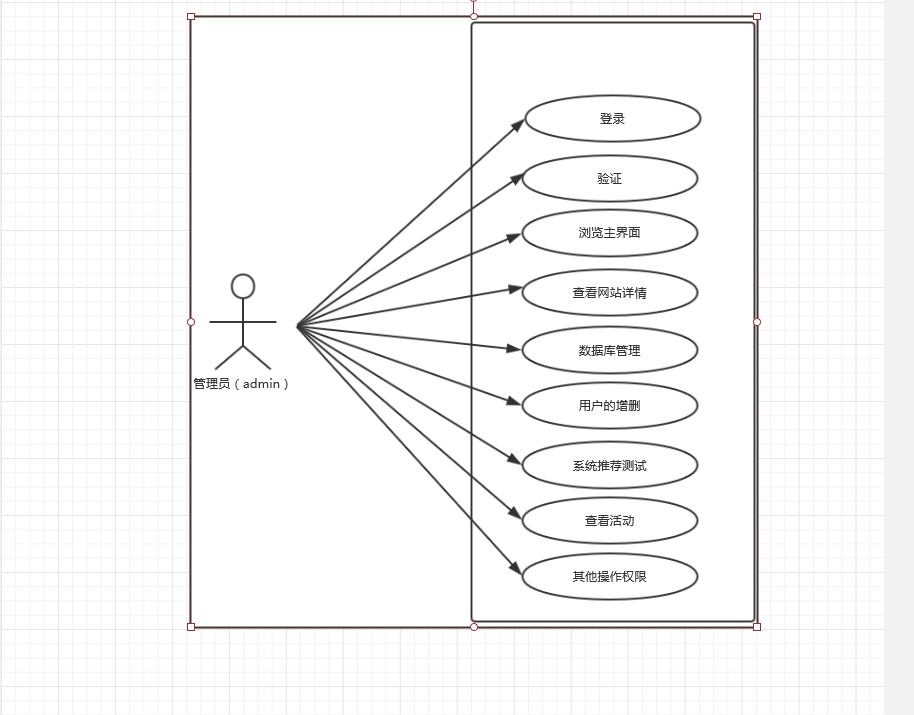 登录
验证
浏览主界面
查看网站详情
数据库管理
管理员（admin）
用户的增删
系统推荐测试
查看活动
其他操作权限